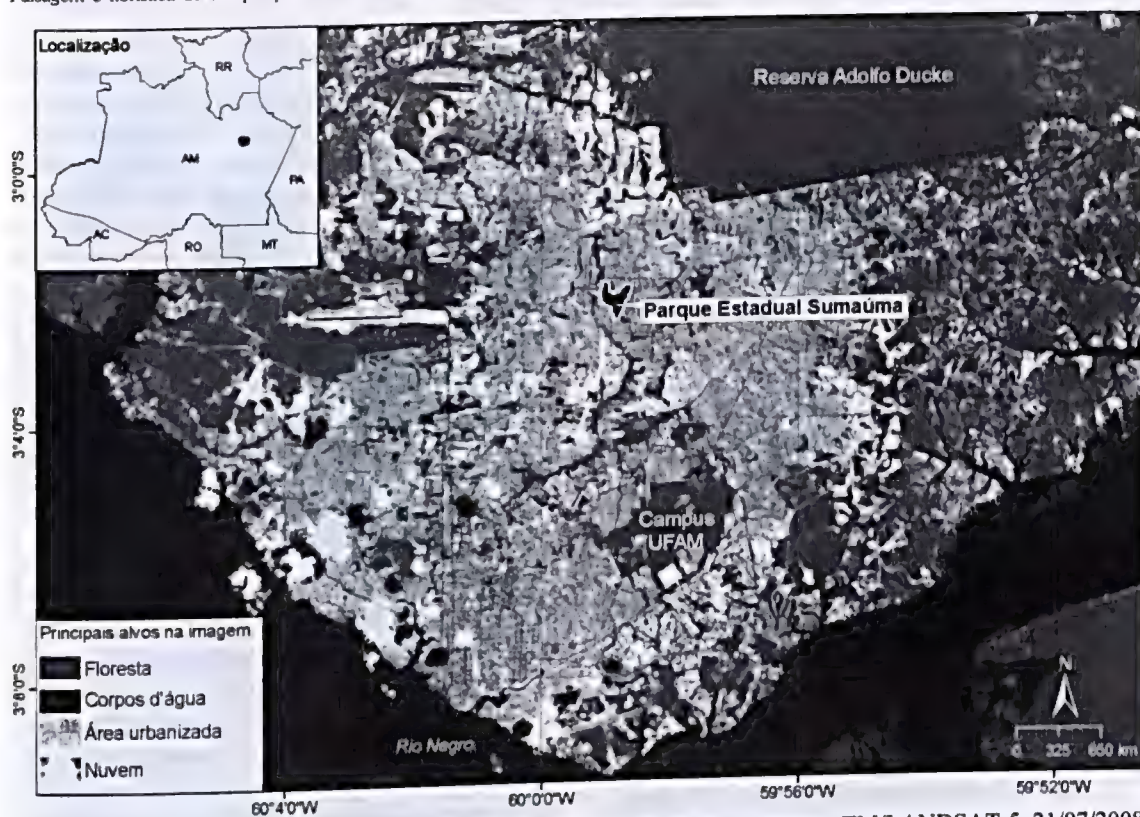 Localização
RR
AM
PA
AC
RO
MT
Reserva Adolfo Ducke
Parque Estadual Sumaúma
Campus
UFAM
Rio Negro
Principais alvos na imagem
Floresta
Corpos d'água
Área urbanizada
Nuvem
N
0 325 650 km
3°0'0"S
3°4'0"S
3°8'0"S
60°4'0"W
60°0'0"W
59°56'0"W
59°52'0"W
LANDSAT 5, 21/07/2008